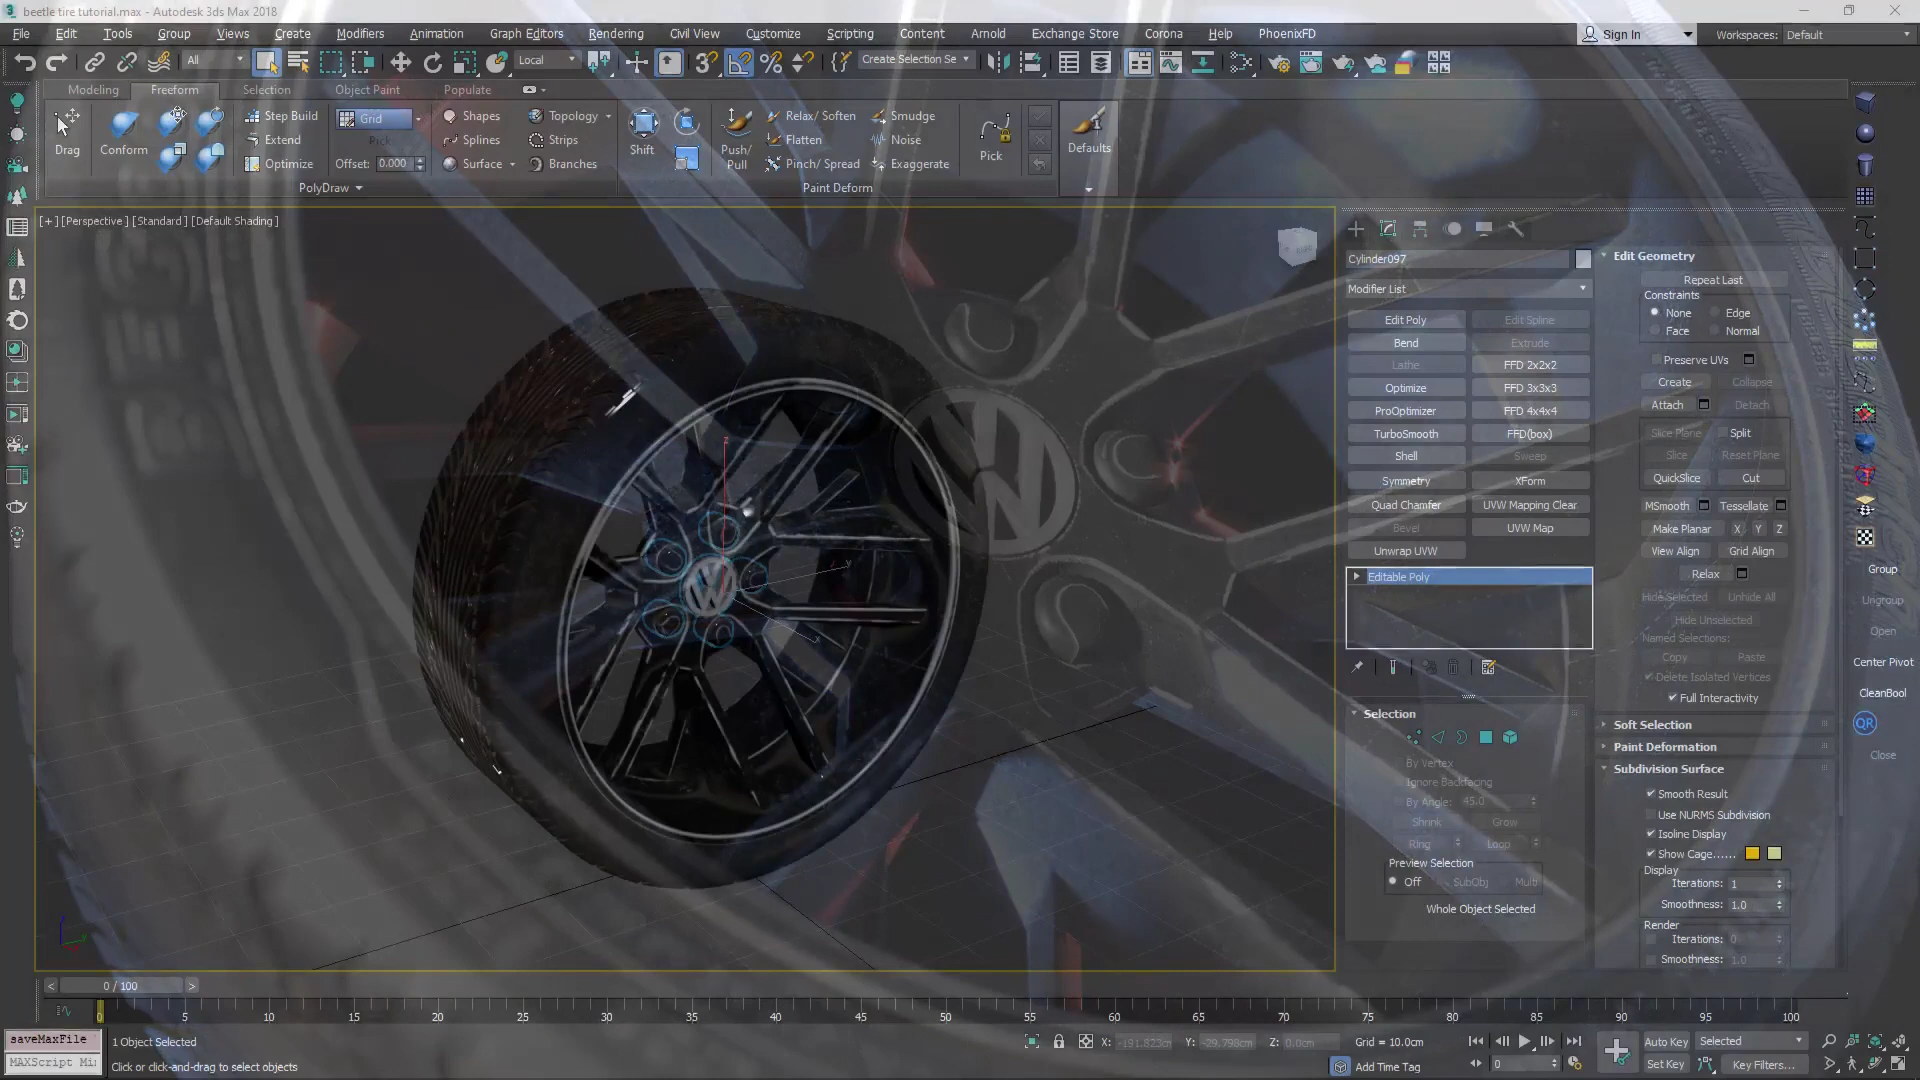 beetle tire tutorial.max - Autodesk 3ds Max 2018
File Edit Tools Group Views Create Modifiers Animation Graph Editors Rendering Civil View Customize Scripting Content Arnold Exchange Store Corona Help PhoenixFD
Sign In
Workspaces: Default
All
Local
Create Selection Se
Modeling Freeform Selection Object Paint Populate
Drag
Conform
Step Build
Extend
Optimize
Grid
Pick
Offset: 0.000
Shapes
Splines
Surface
Topology
Strips
Branches
Shift
Push/
Pull
Relax/ Soften
Flatten
Pinch/ Spread
Smudge
Noise
Exaggerate
Pick
Defaults
PolyDraw
Paint Deform
[+] [Perspective] [Standard] [Default Shading]
Cylinder097
Modifier List
Edit Poly Edit Spline
Bend Extrude
Lathe FFD 2x2x2
Optimize FFD 3x3x3
ProOptimizer FFD 4x4x4
TurboSmooth FFD(box)
Shell Sweep
Symmetry XForm
Quad Chamfer UVW Mapping Clear
Bevel UVW Map
Unwrap UVW
Editable Poly
Selection
By Vertex
Ignore Backfacing
By Angle: 45.0
Shrink Grow
Ring Loop
Preview Selection
Off SubObj Multi
Whole Object Selected
Edit Geometry
Repeat Last
Constraints
None Edge
Face Normal
Preserve UVs
Create Collapse
Attach Detach
Slice Plane Split
Slice Reset Plane
QuickSlice Cut
MSmooth Tessellate
Make Planar X Y Z
View Align Grid Align
Relax
Hide Selected Unhide All
Hide Unselected
Named Selections:
Copy Paste
Delete Isolated Vertices
Full Interactivity
Soft Selection
Paint Deformation
Subdivision Surface
Smooth Result
Use NURMS Subdivision
Isoline Display
Show Cage......
Display
Iterations: 1
Smoothness: 1.0
Render
Iterations: 0
Smoothness: 1.0
Group
Ungroup
Open
Center Pivot
CleanBool
QR
Close
< 0 / 100 >
0 5 10 15 20 25 30 35 40 45 50 55 60 65 70 75 80 85 90 95 100
saveMaxFile
MAXScript Mi
1 Object Selected
Click or click-and-drag to select objects
X: -191.823cm Y: -29.798cm Z: 0.0cm Grid = 10.0cm
Add Time Tag
0
Auto Key Selected
Set Key Key Filters...